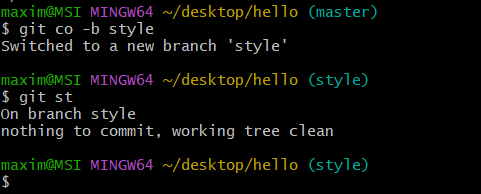 maxim@MSI MINGW64 ~/desktop/hello (master)
$ git co -b style
Switched to a new branch 'style'
maxim@MSI MINGW64 ~/desktop/hello (style)
$ git st
On branch style
nothing to commit, working tree clean
maxim@MSI MINGW64 ~/desktop/hello (style)
$